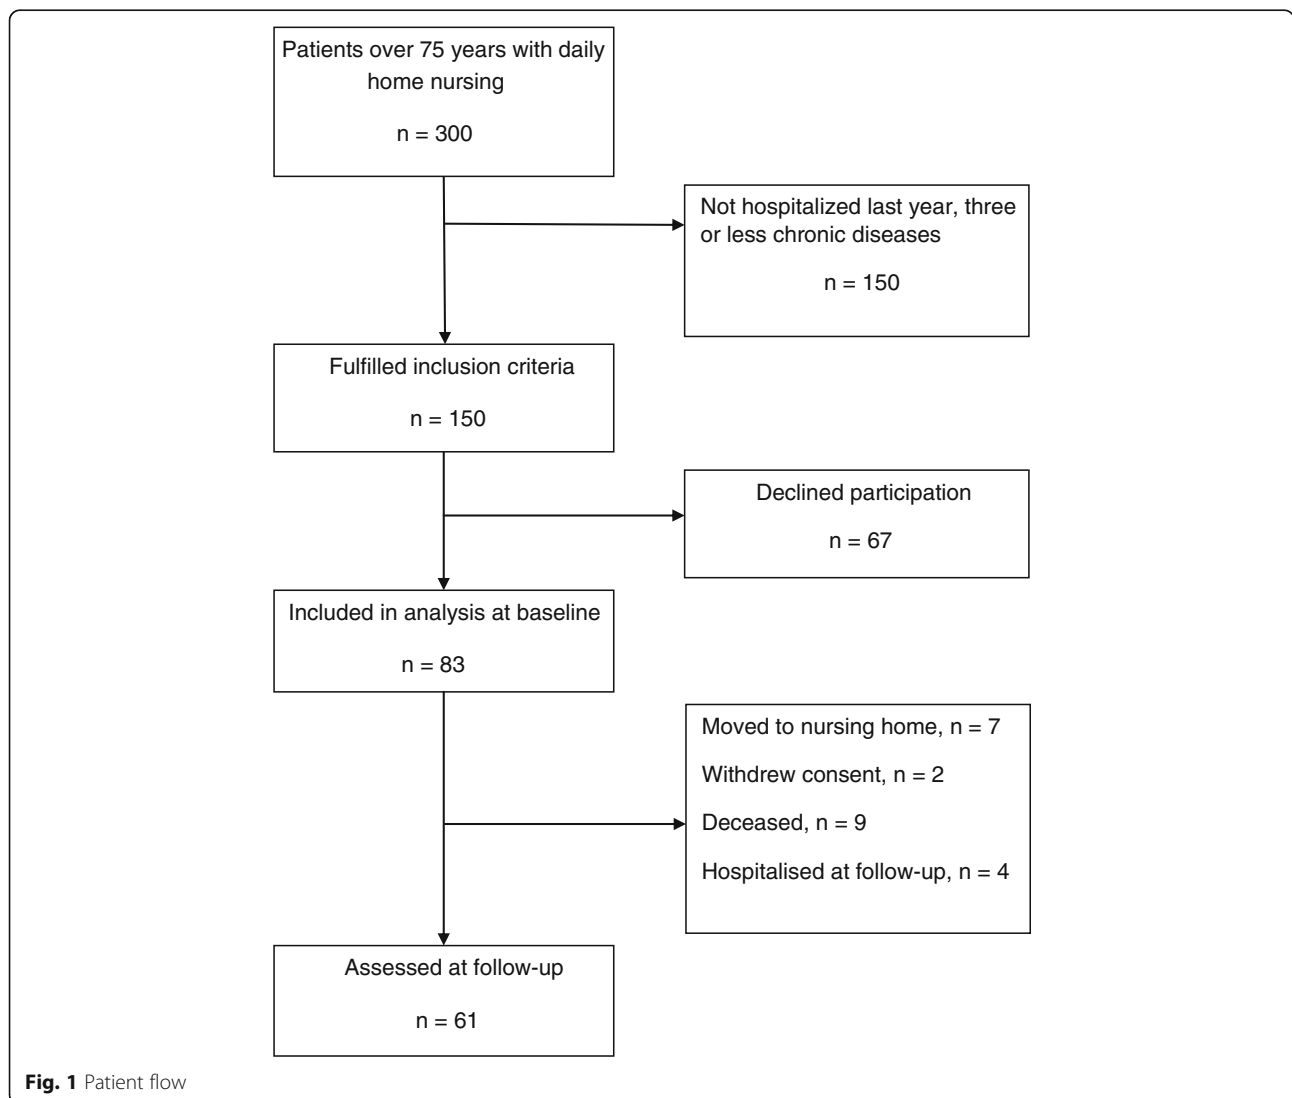 Patients over 75 years with daily
home nursing
n = 300
Not hospitalized last year, three
or less chronic diseases
n = 150
Fulfilled inclusion criteria
n = 150
Declined participation
n = 67
Included in analysis at baseline
n = 83
Moved to nursing home, n = 7
Withdrew consent, n = 2
Deceased, n = 9
Hospitalised at follow-up, n = 4
Assessed at follow-up
n = 61
Fig. 1 Patient flow